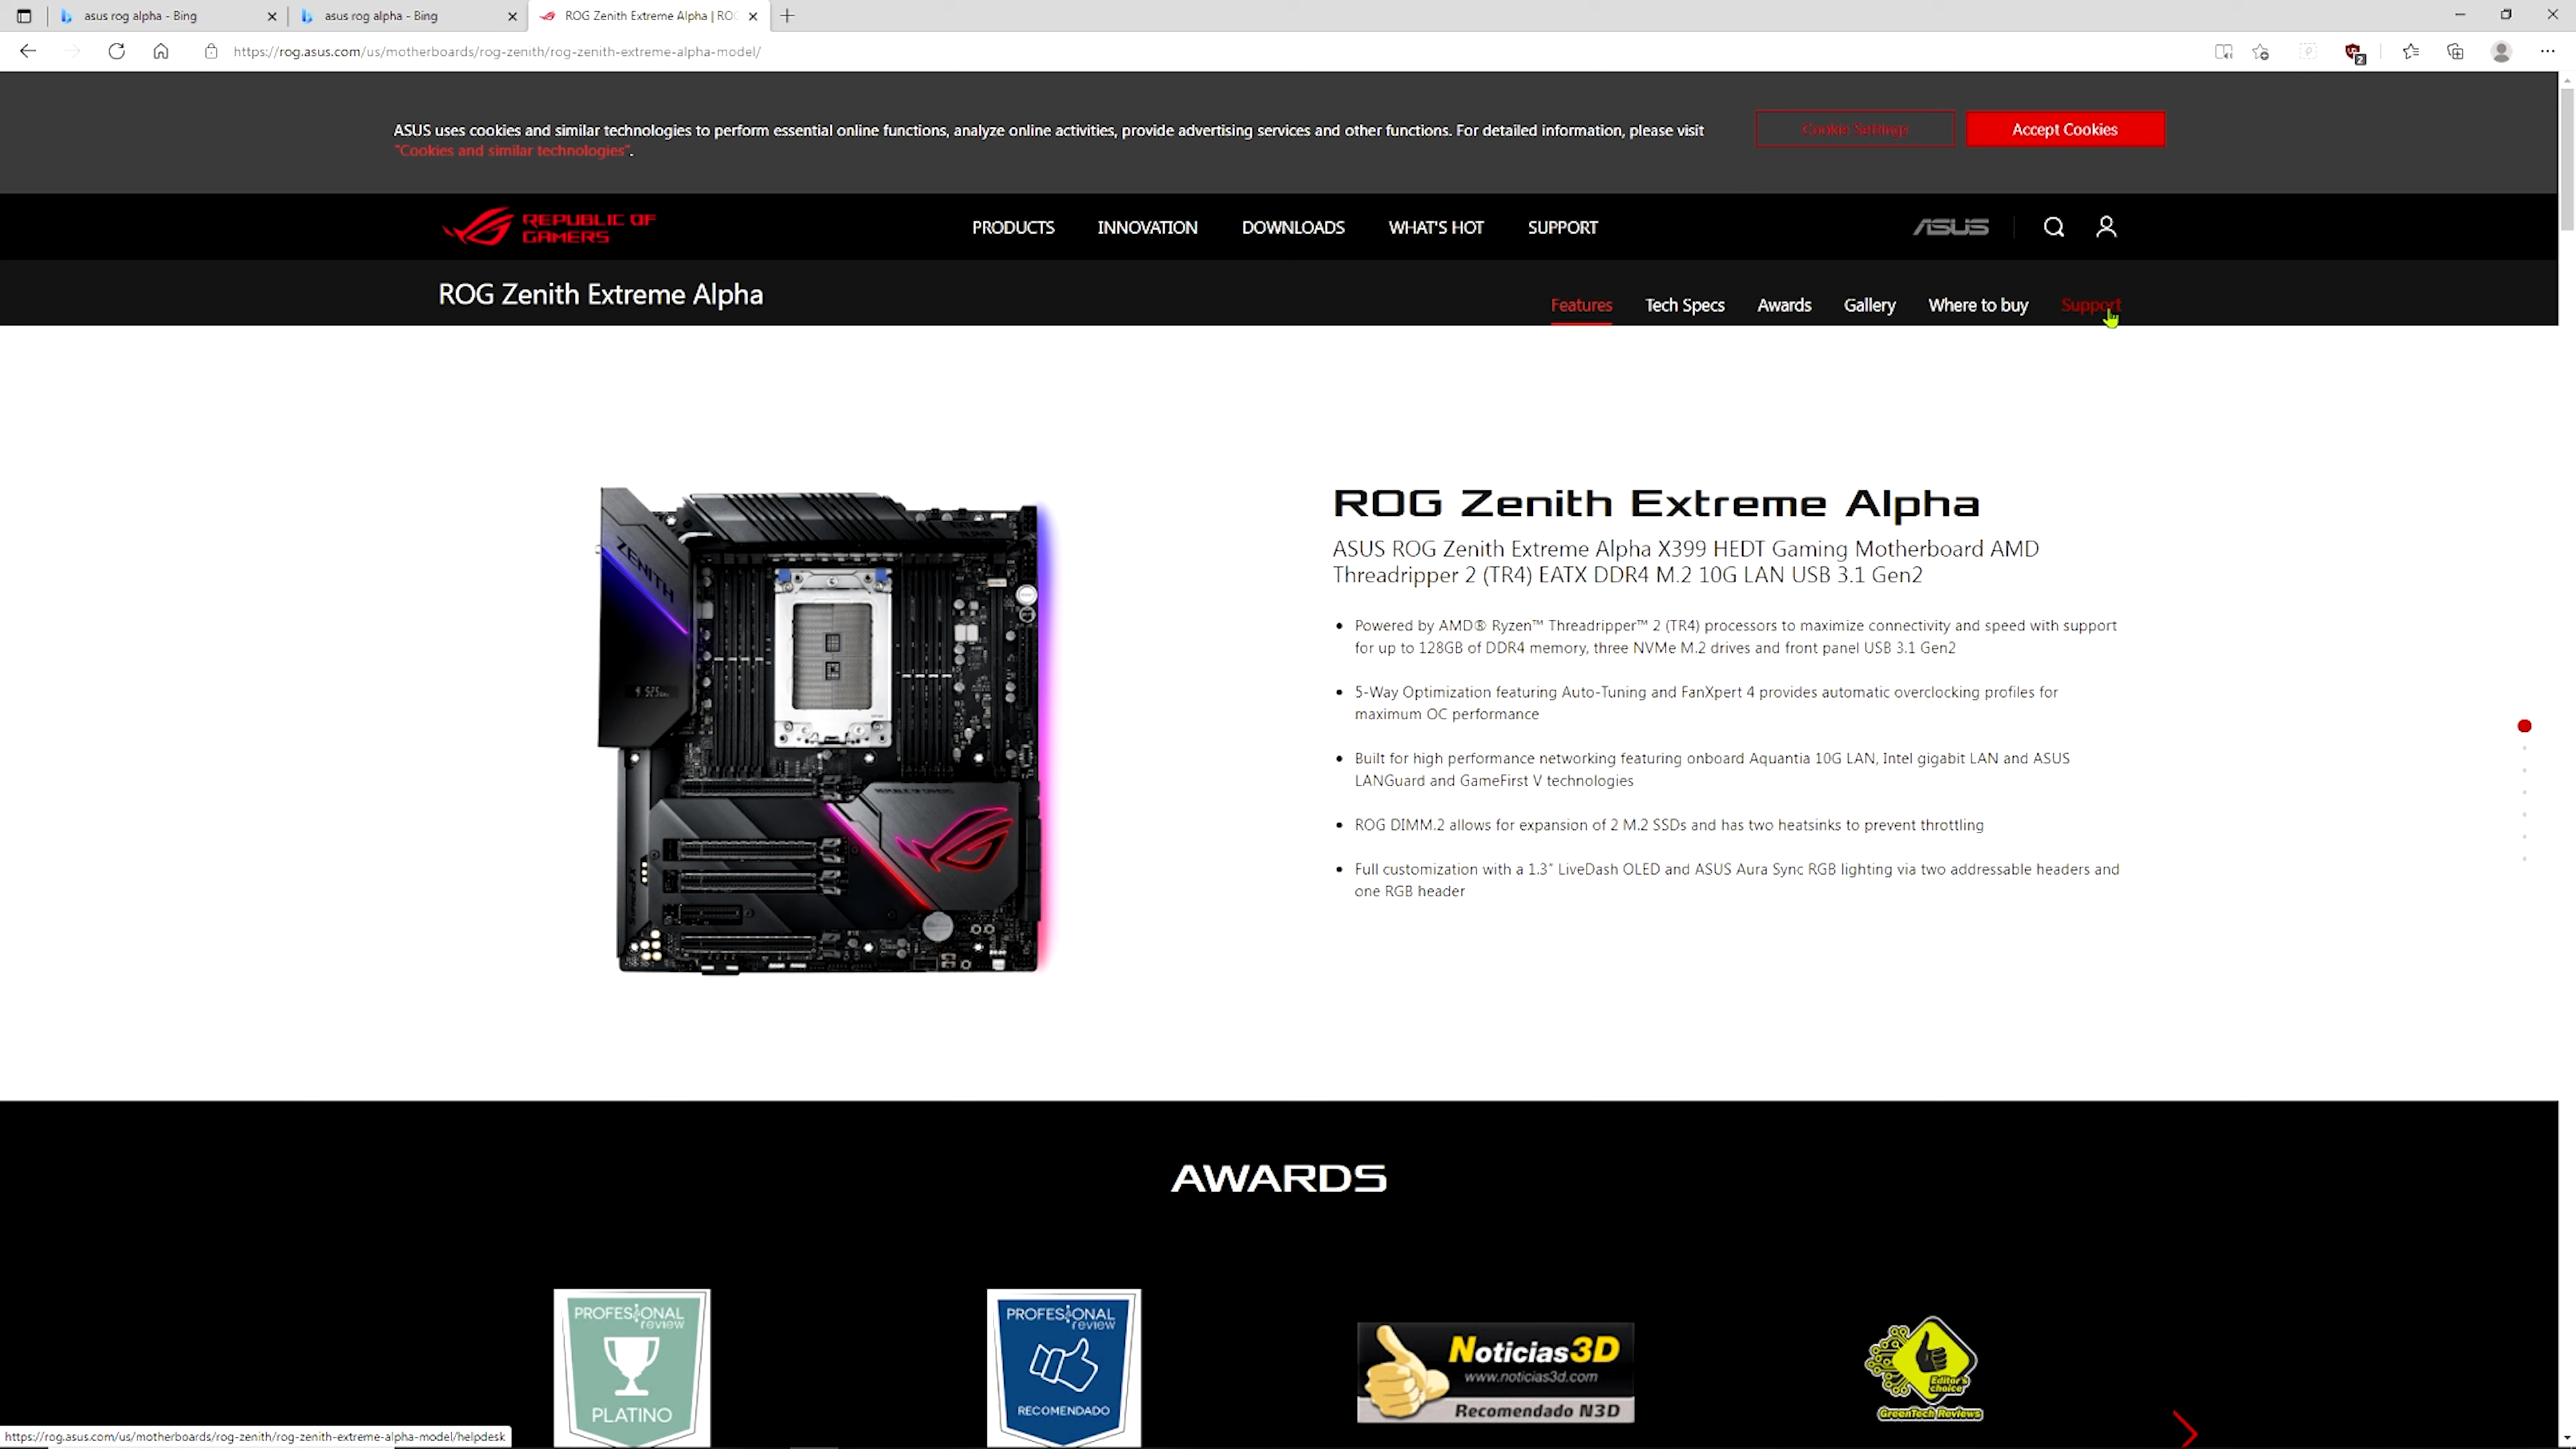 asus rog alpha - Bing
asus rog alpha - Bing
ROG Zenith Extreme Alpha | ROG
https://rog.asus.com/us/motherboards/rog-zenith/rog-zenith-extreme-alpha-model/
2
ASUS uses cookies and similar technologies to perform essential online functions, analyze online activities, provide advertising services and other functions. For detailed information, please visit
"Cookies and similar technologies".
Cookie Settings
Accept Cookies
REPUBLIC OF
GAMERS
PRODUCTS
INNOVATION
DOWNLOADS
WHAT'S HOT
SUPPORT
ASUS
ROG Zenith Extreme Alpha
Features
Tech Specs
Awards
Gallery
Where to buy
Support
ZENITH
REPUBLIC OF GAMERS
ROG Zenith Extreme Alpha
ASUS ROG Zenith Extreme Alpha X399 HEDT Gaming Motherboard AMD
Threadripper 2 (TR4) EATX DDR4 M.2 10G LAN USB 3.1 Gen2
• Powered by AMD® Ryzen™ Threadripper™ 2 (TR4) processors to maximize connectivity and speed with support
for up to 128GB of DDR4 memory, three NVMe M.2 drives and front panel USB 3.1 Gen2
• 5-Way Optimization featuring Auto-Tuning and FanXpert 4 provides automatic overclocking profiles for
maximum OC performance
• Built for high performance networking featuring onboard Aquantia 10G LAN, Intel gigabit LAN and ASUS
LANGuard and GameFirst V technologies
• ROG DIMM.2 allows for expansion of 2 M.2 SSDs and has two heatsinks to prevent throttling
• Full customization with a 1.3” LiveDash OLED and ASUS Aura Sync RGB lighting via two addressable headers and
one RGB header
AWARDS
PROFESIONAL
review
PLATINO
PROFESIONAL
review
RECOMENDADO
Noticias3D
www.noticias3d.com
Recomendado N3D
Editor's
choice
GreenTech Reviews
https://rog.asus.com/us/motherboards/rog-zenith/rog-zenith-extreme-alpha-model/helpdesk